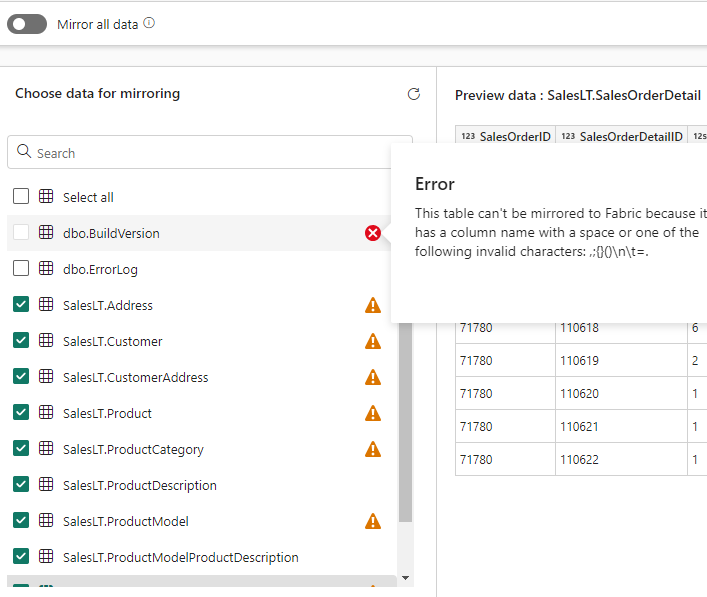 Mirror all data
Choose data for mirroring
Search
Select all
dbo.BuildVersion
dbo.ErrorLog
SalesLT.Address
SalesLT.Customer
SalesLT.CustomerAddress
SalesLT.Product
SalesLT.ProductCategory
SalesLT.ProductDescription
SalesLT.ProductModel
SalesLT.ProductModelProductDescription
Preview data : SalesLT.SalesOrderDetail
123 SalesOrderID 123 SalesOrderDetailID 12s
Error
This table can't be mirrored to Fabric because it
has a column name with a space or one of the
following invalid characters: ,;{}()\n\t=.
71780 110618 6
71780 110619 2
71780 110620 1
71780 110621 1
71780 110622 1